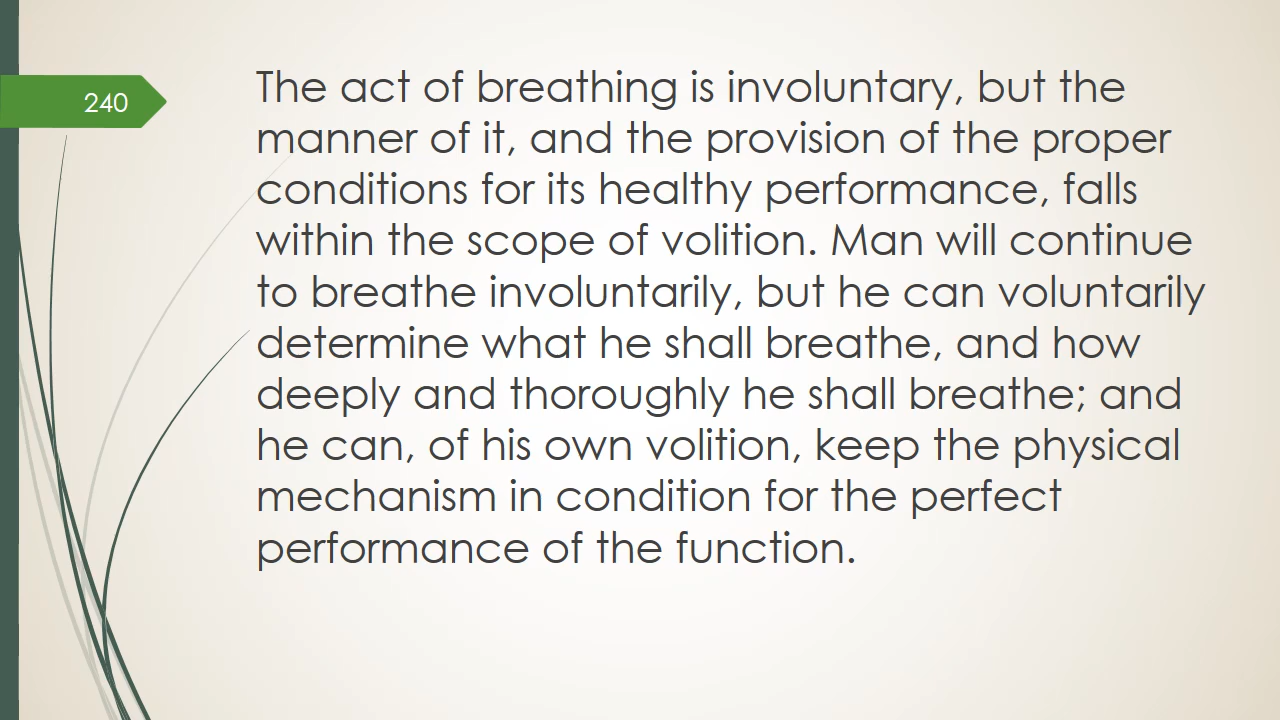 240
The act of breathing is involuntary, but the
manner of it, and the provision of the proper
conditions for its healthy performance, falls
within the scope of volition. Man will continue
to breathe involuntarily, but he can voluntarily
determine what he shall breathe, and how
deeply and thoroughly he shall breathe; and
he can, of his own volition, keep the physical
mechanism in condition for the perfect
performance of the function.